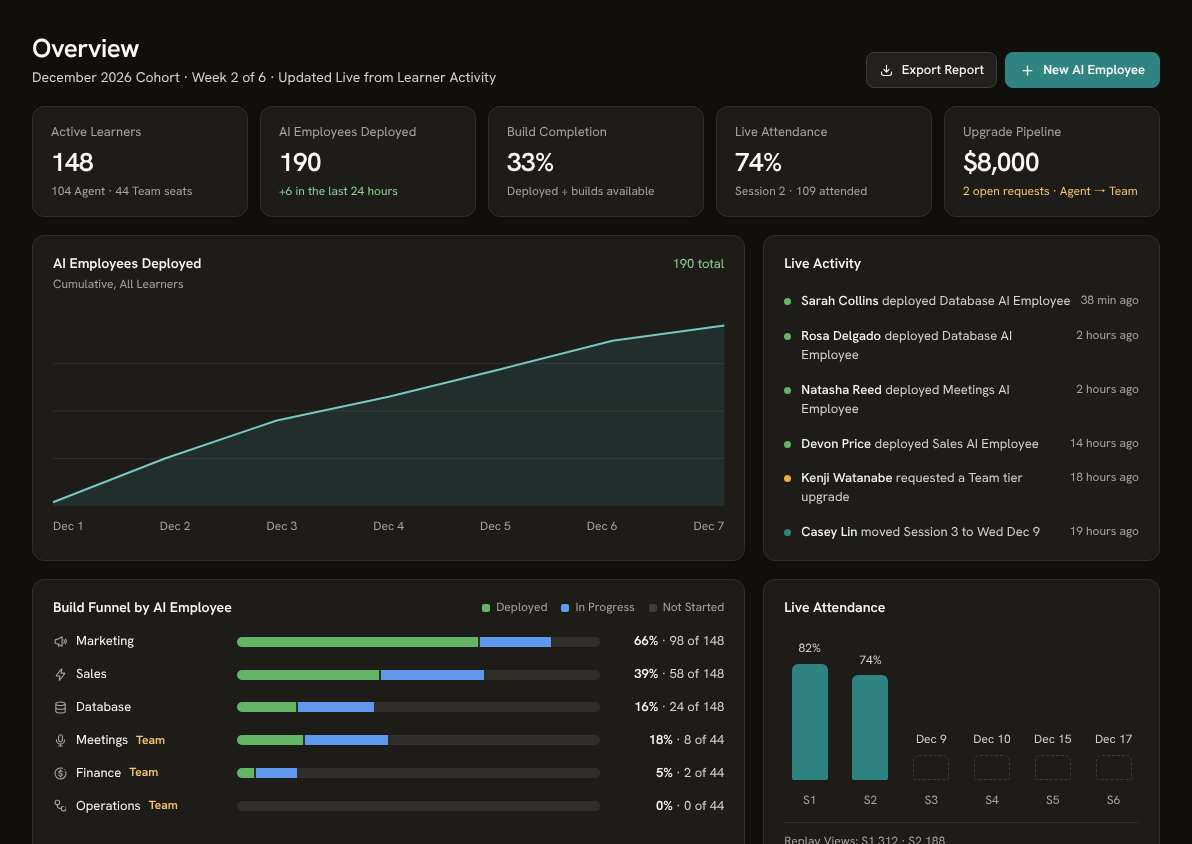 Overview
December 2026 Cohort · Week 2 of 6 · Updated Live from Learner Activity
Export Report
New AI Employee
Active Learners
148
104 Agent · 44 Team seats
AI Employees Deployed
190
+6 in the last 24 hours
Build Completion
33%
Deployed ÷ builds available
Live Attendance
74%
Session 2 · 109 attended
Upgrade Pipeline
$8,000
2 open requests · Agent → Team
AI Employees Deployed
190 total
Cumulative, All Learners
Dec 1
Dec 2
Dec 3
Dec 4
Dec 5
Dec 6
Dec 7
Live Activity
Sarah Collins deployed Database AI Employee 38 min ago
Rosa Delgado deployed Database AI 2 hours ago
Employee
Natasha Reed deployed Meetings AI 2 hours ago
Employee
Devon Price deployed Sales AI Employee 14 hours ago
Kenji Watanabe requested a Team tier 18 hours ago
upgrade
Casey Lin moved Session 3 to Wed Dec 9 19 hours ago
Build Funnel by AI Employee
Deployed
In Progress
Not Started
Marketing 66% · 98 of 148
Sales 39% · 58 of 148
Database 16% · 24 of 148
Meetings Team 18% · 8 of 44
Finance Team 5% · 2 of 44
Operations Team 0% · 0 of 44
Live Attendance
82%
74%
Dec 9
Dec 10
Dec 15
Dec 17
S1
S2
S3
S4
S5
S6
Replay Views: S1 312 · S2 188